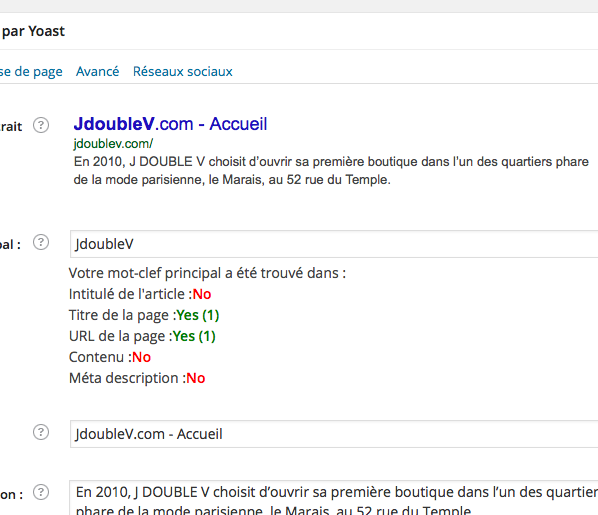 par Yoast
se de page Avancé Réseaux sociaux
rait ? JdoubleV.com - Accueil
jdoublev.com/
En 2010, J DOUBLE V choisit d’ouvrir sa première boutique dans l’un des quartiers phare
de la mode parisienne, le Marais, au 52 rue du Temple.
pal : ? JdoubleV
Votre mot-clef principal a été trouvé dans :
Intitulé de l'article :No
Titre de la page :Yes (1)
URL de la page :Yes (1)
Contenu :No
Méta description :No
? JdoubleV.com - Accueil
on : ? En 2010, J DOUBLE V choisit d’ouvrir sa première boutique dans l’un des quartier
phare de la mode parisienne, le Marais, au 52 rue du Temple.